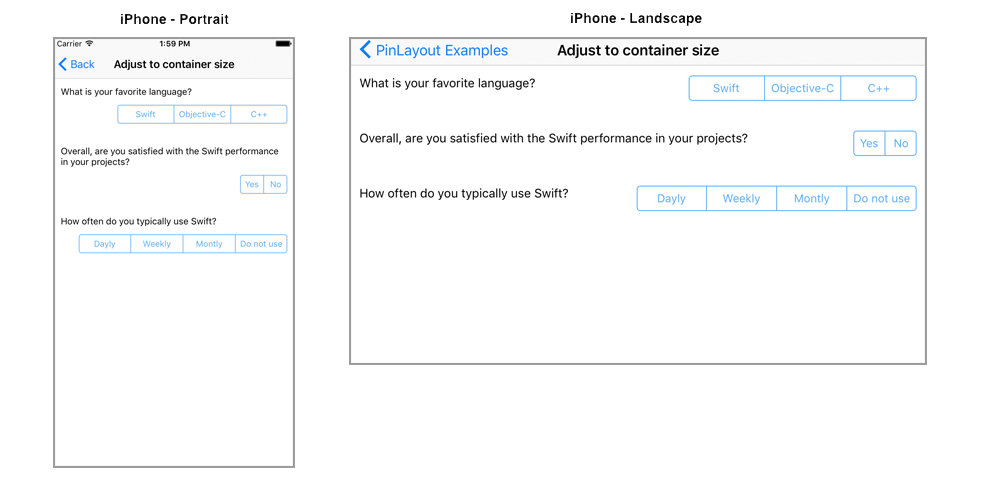 iPhone - Portrait
Carrier 1:59 PM
Back Adjust to container size
What is your favorite language?
Swift Objective-C C++
Overall, are you satisfied with the Swift performance
in your projects?
Yes No
How often do you typically use Swift?
Dayly Weekly Montly Do not use
iPhone - Landscape
PinLayout Examples Adjust to container size
What is your favorite language? Swift Objective-C C++
Overall, are you satisfied with the Swift performance in your projects? Yes No
How often do you typically use Swift? Dayly Weekly Montly Do not use